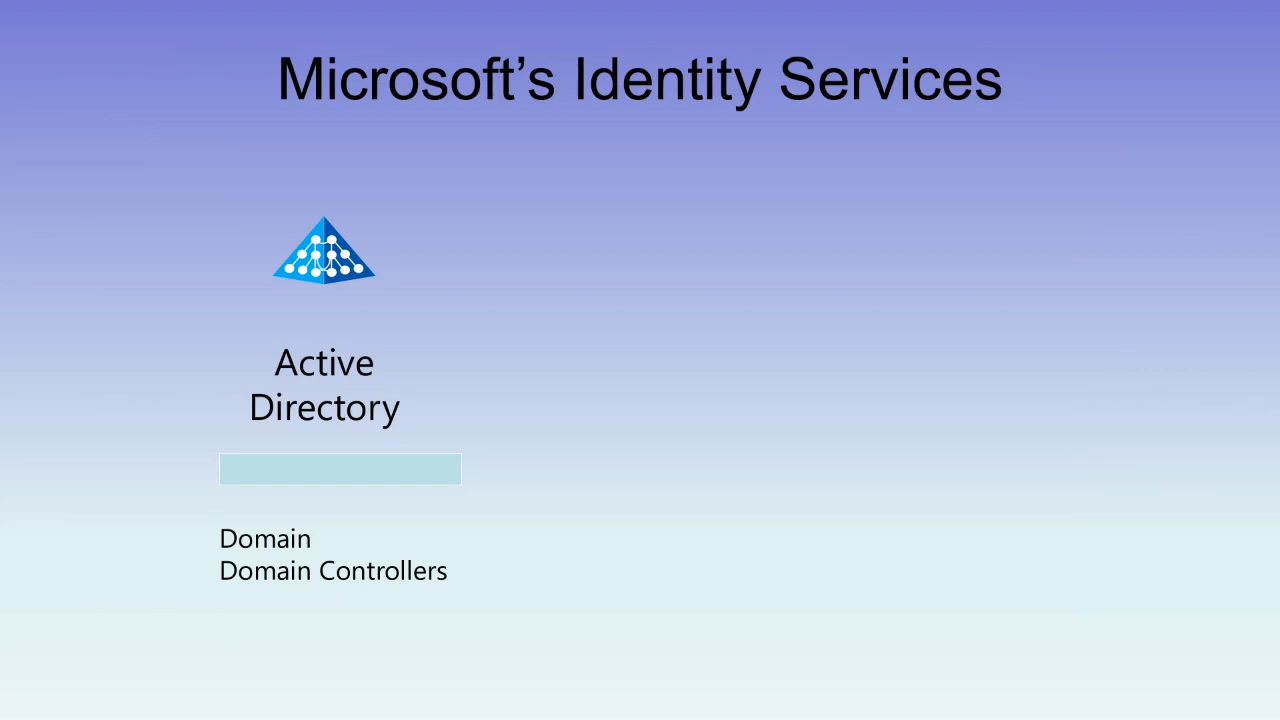 Microsoft’s Identity Services
Active
Directory
Domain
Domain Controllers